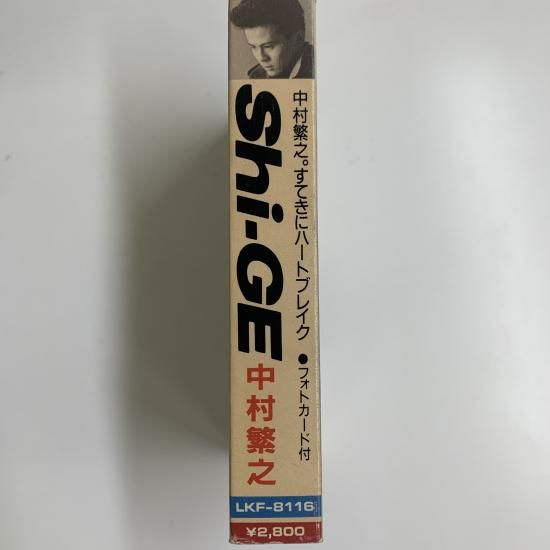 中村繁之。すてきにハートブレイク ●フォトカード付
Shi-GE
中村繁之
LKF-8116
¥2,800